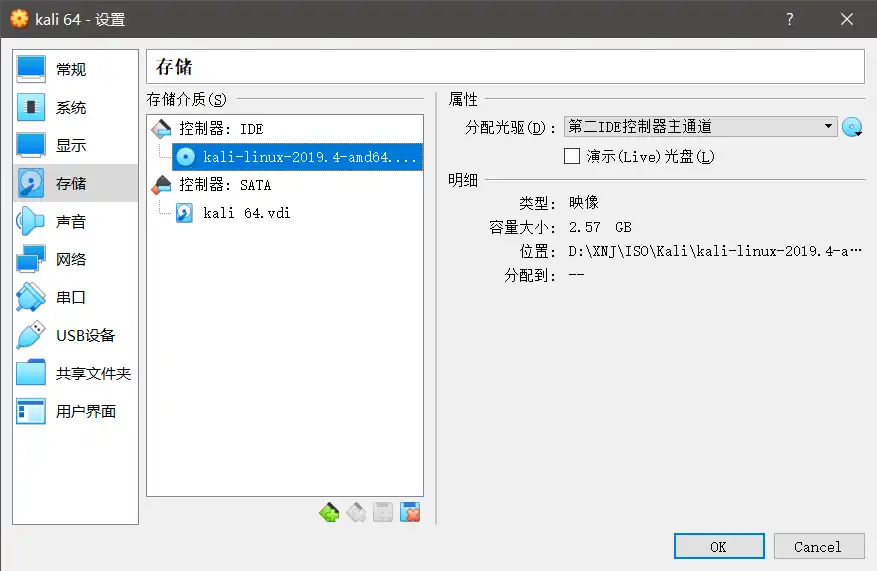 kali 64 - 设置
?
常规
系统
显示
存储
声音
网络
串口
USB设备
共享文件夹
用户界面
存储
存储介质(S)
控制器: IDE
kali-linux-2019.4-amd64....
控制器: SATA
kali 64.vdi
属性
分配光驱(D): 第二IDE控制器主通道
演示(Live)光盘(L)
明细
类型: 映像
容量大小: 2.57 GB
位置: D:\XNJ\ISO\Kali\kali-linux-2019.4-a…
分配到: --
OK
Cancel